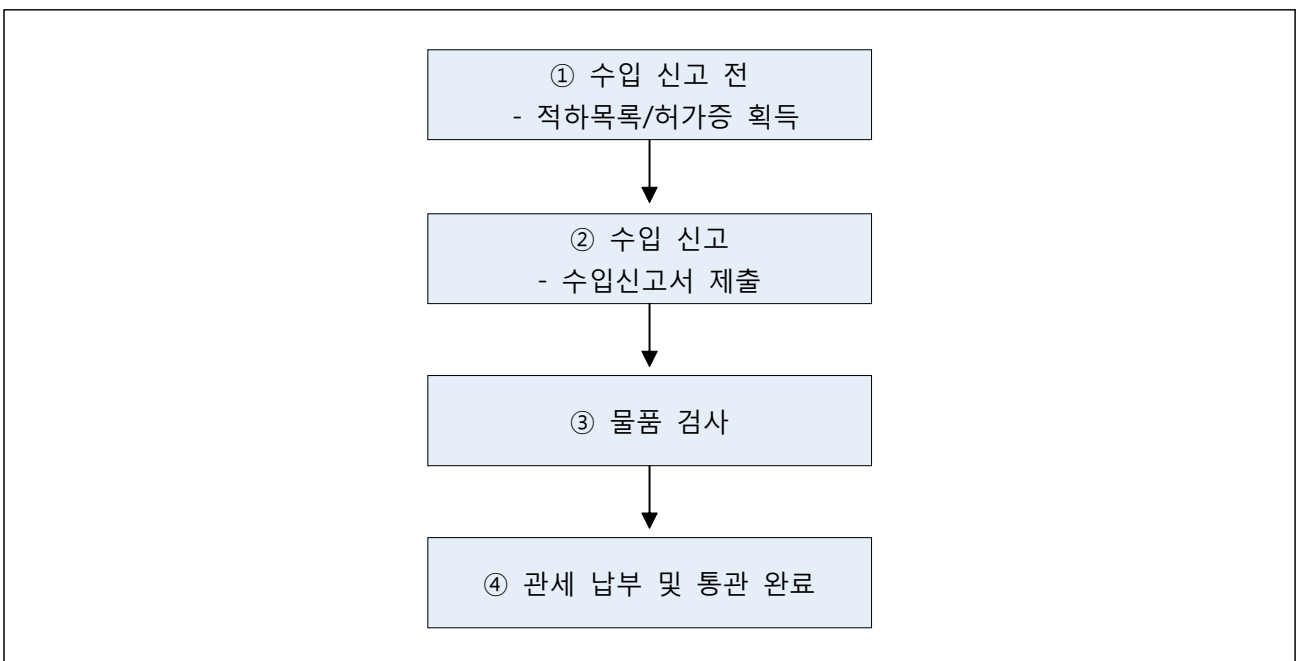 ① 수입 신고 전
- 적하목록/허가증 획득
② 수입 신고
- 수입신고서 제출
③ 물품 검사
④ 관세 납부 및 통관 완료